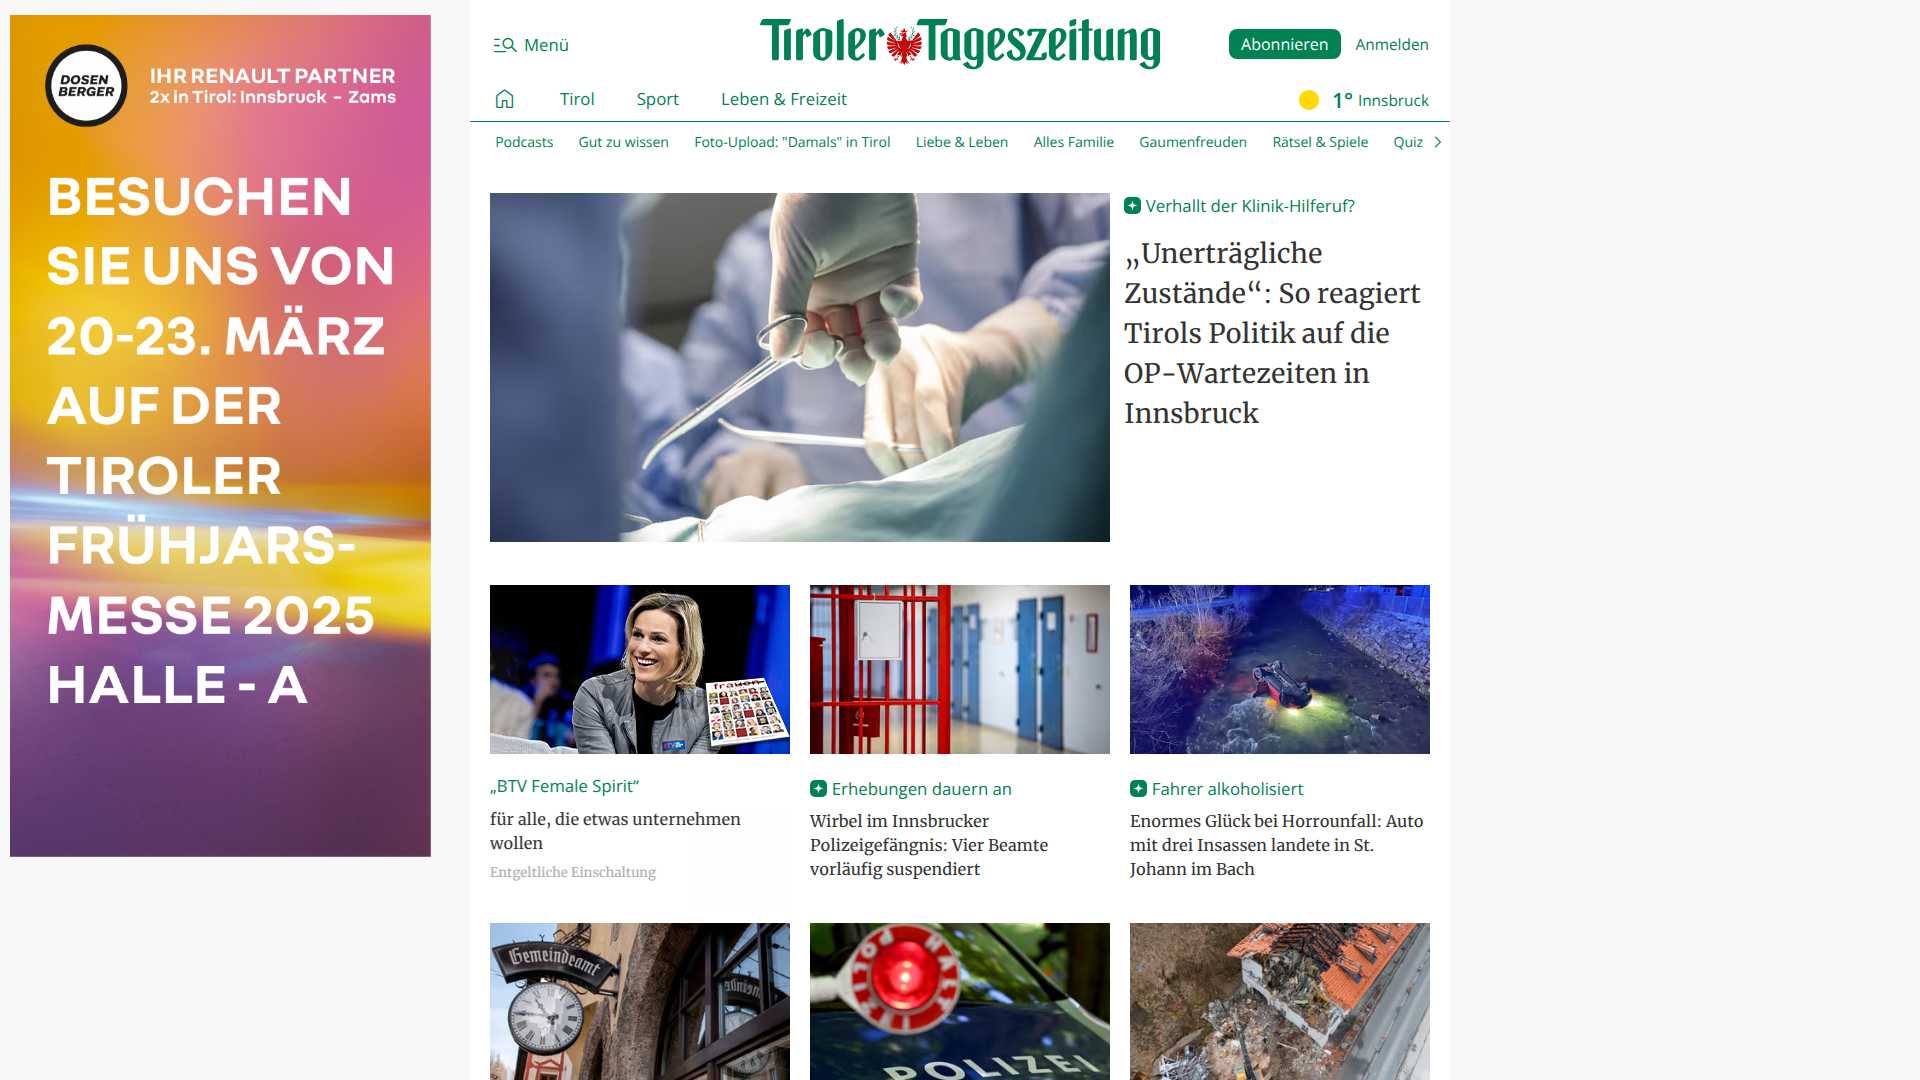 DOSEN
BERGER
IHR RENAULT PARTNER
2x in Tirol: Innsbruck - Zams
BESUCHEN
SIE UNS VON
20-23. MÄRZ
AUF DER
TIROLER
FRÜHJARS-
MESSE 2025
HALLE - A
Menü
Tiroler Tageszeitung
Abonnieren
Anmelden
Tirol
Sport
Leben & Freizeit
1° Innsbruck
Podcasts
Gut zu wissen
Foto-Upload: "Damals" in Tirol
Liebe & Leben
Alles Familie
Gaumenfreuden
Rätsel & Spiele
Quiz
Verhallt der Klinik-Hilferuf?
„Unerträgliche
Zustände“: So reagiert
Tirols Politik auf die
OP-Wartezeiten in
Innsbruck
frauen
BTV
„BTV Female Spirit“
für alle, die etwas unternehmen
wollen
Entgeltliche Einschaltung
Erhebungen dauern an
Wirbel im Innsbrucker
Polizeigefängnis: Vier Beamte
vorläufig suspendiert
Fahrer alkoholisiert
Enormes Glück bei Horrounfall: Auto
mit drei Insassen landete in St.
Johann im Bach
Gemeindeamt
POLIZEI